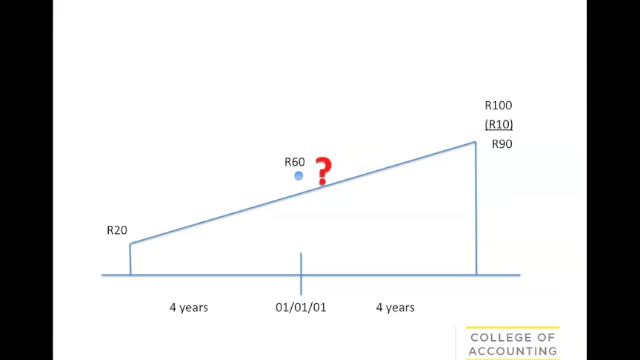 R100
(R10)
R90
R60
?
R20
4 years
01/01/01
4 years
COLLEGE OF
ACCOUNTING